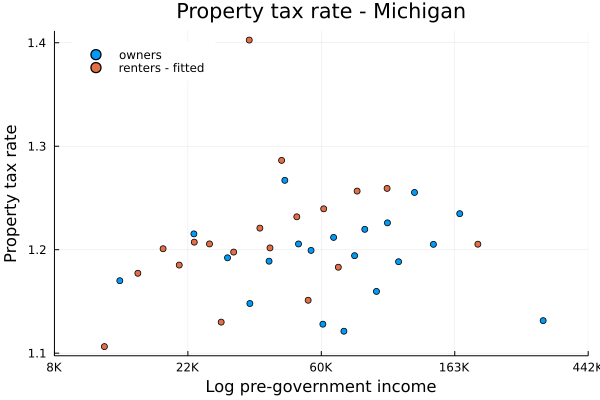 Property tax rate - Michigan
owners
renters - fitted
Property tax rate
1.4
1.3
1.2
1.1
8K 22K 60K 163K 442K
Log pre-government income